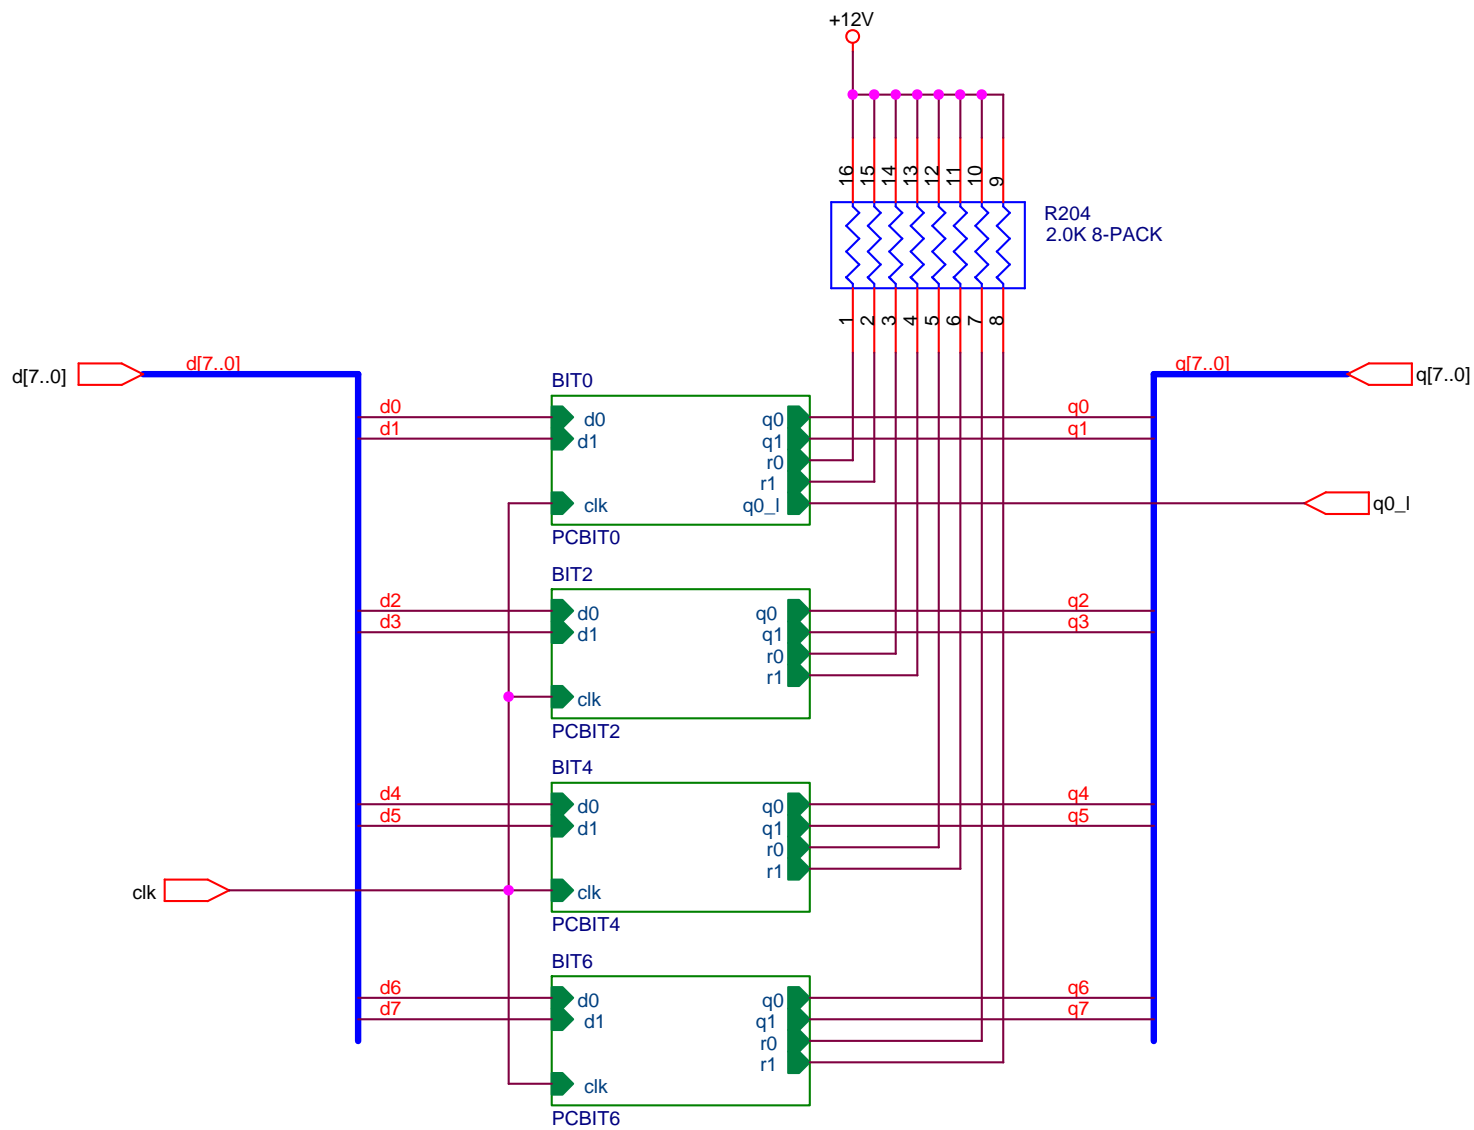 +12V
16 15 14 13 12 11 10 9
R204
2.0K 8-PACK
1 2 3 4 5 6 7 8
d[7..0]
d[7..0]
q[7..0]
q[7..0]
BIT0
d0
d0
q0
q0
d1
d1
q1
q1
r0
r1
clk
q0_l
q0_l
PCBIT0
BIT2
d2
d0
q0
q2
d3
d1
q1
q3
r0
r1
clk
PCBIT2
BIT4
d4
d0
q0
q4
d5
d1
q1
q5
r0
r1
clk
clk
PCBIT4
BIT6
d6
d0
q0
q6
d7
d1
q1
q7
r0
r1
clk
PCBIT6